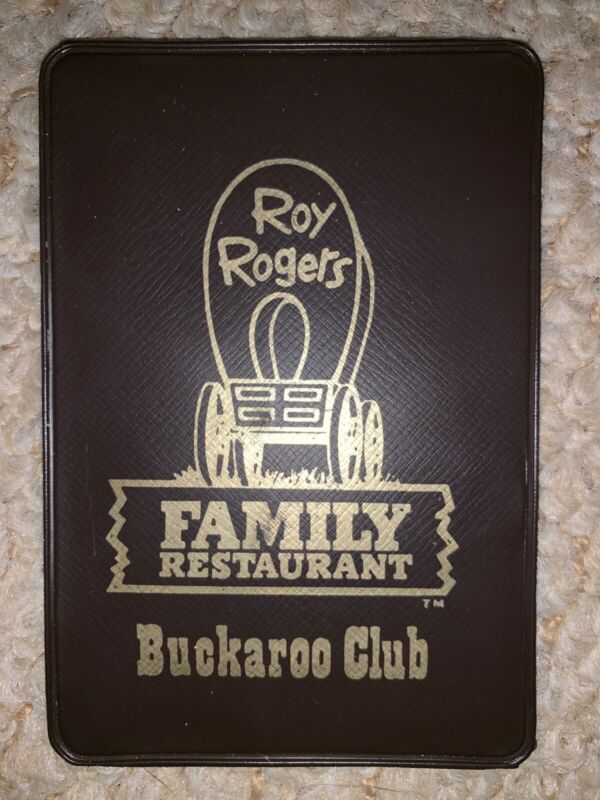 Roy
Rogers
FAMILY
RESTAURANT
TM
Buckaroo Club